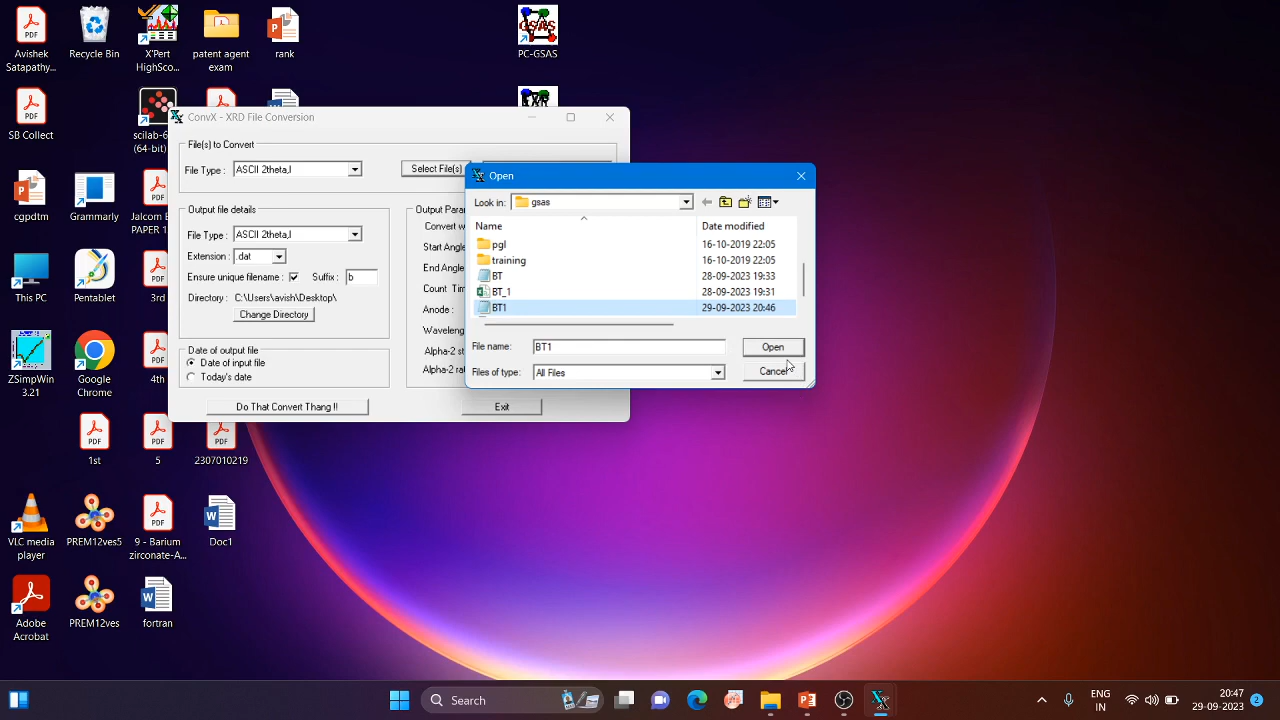 Avishek
Satapathy...
Recycle Bin
X'Pert
HighSco...
patent agent
exam
rank
PC-GSAS
SB Collect
scilab-6....
(64-bit)
cgpdtm
Grammarly
Jalcom B...
PAPER 1...
This PC
Pentablet
3rd
ZSimpWin
3.21
Google
Chrome
4th
1st
5
2307010219
VLC media
player
PREM12ves5
9 - Barium
zirconate-A...
Doc1
Adobe
Acrobat
PREM12ves
fortran
ConvX - XRD File Conversion
File(s) to Convert
File Type :
ASCII 2theta,I
Select File(s)
Output file details
File Type :
ASCII 2theta,I
Extension :
.dat
Ensure unique filename :
Suffix :
b
Directory :
C:\Users\avish\Desktop\
Change Directory
Date of output file
Date of input file
Today's date
Do That Convert Thang !!
Exit
Output Para
Convert w
Start Angle
End Angle
Count Tim
Anode :
Waveleng
Alpha-2 st
Alpha-2 ra
Open
Look in:
gsas
Name
Date modified
pgl
16-10-2019 22:05
training
16-10-2019 22:05
BT
28-09-2023 19:33
BT_1
28-09-2023 19:31
BT1
29-09-2023 20:46
File name:
BT1
Open
Files of type:
All Files
Cancel
Search
ENG
IN
20:47
29-09-2023
2